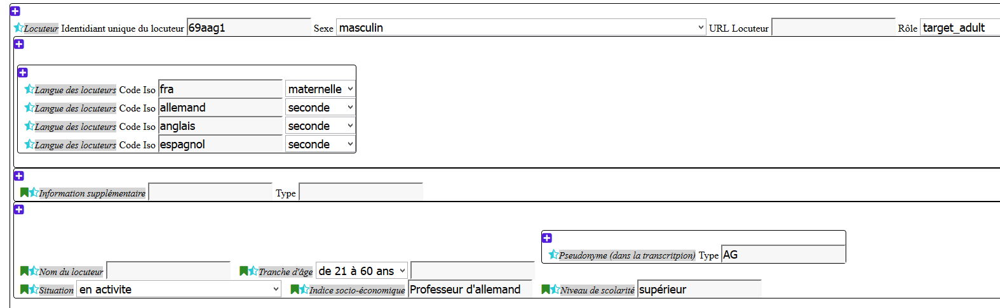 Locuteur Identidiant unique du locuteur 69aag1 Sexe masculin URL Locuteur Rôle target_adult
Langue des locuteurs Code Iso fra maternelle
Langue des locuteurs Code Iso allemand seconde
Langue des locuteurs Code Iso anglais seconde
Langue des locuteurs Code Iso espagnol seconde
Information supplémentaire Type
Pseudonyme (dans la transcritpion) Type AG
Nom du locuteur Tranche d'âge de 21 à 60 ans
Situation en activite Indice socio-économique Professeur d'allemand Niveau de scolarité supérieur